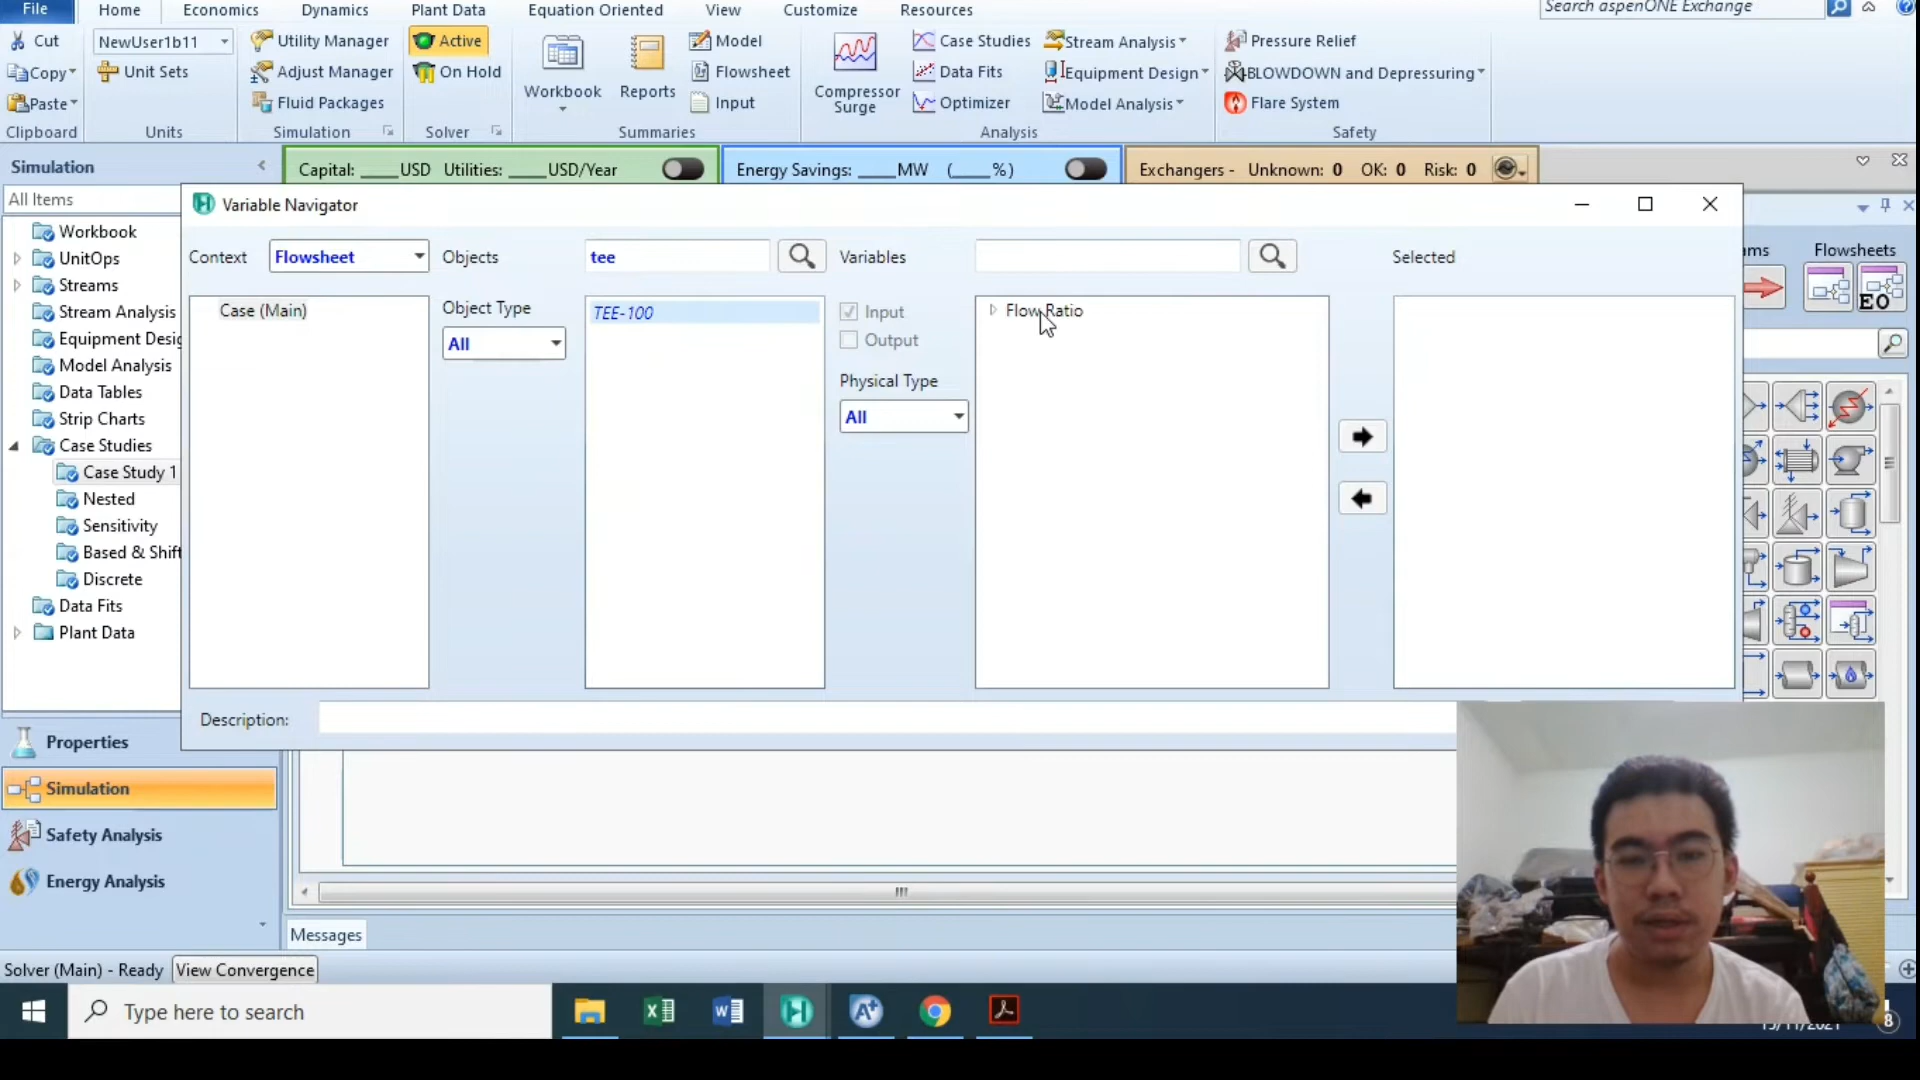 File Home Economics Dynamics Plant Data Equation Oriented View Customize Resources Search aspenONE Exchange
Cut NewUser1b11 Utility Manager Active Model Case Studies Stream Analysis Pressure Relief
Copy Unit Sets Adjust Manager On Hold Workbook Reports Flowsheet Compressor Surge Data Fits Equipment Design BLOWDOWN and Depressuring
Paste Fluid Packages Input Optimizer Model Analysis Flare System
Clipboard Units Simulation Solver Summaries Analysis Safety
Simulation Capital: _____USD Utilities: _____USD/Year Energy Savings: _____MW (_____%) Exchangers - Unknown: 0 OK: 0 Risk: 0
All Items
Variable Navigator
Context Flowsheet Objects tee Variables Selected
Case (Main) Object Type TEE-100 Input Flow Ratio
All Output
Physical Type
All
Description:
Workbook
UnitOps
Streams
Stream Analysis
Equipment Desig
Model Analysis
Data Tables
Strip Charts
Case Studies
Case Study 1
Nested
Sensitivity
Based & Shift
Discrete
Data Fits
Plant Data
ms Flowsheets
EO
Properties
Simulation
Safety Analysis
Energy Analysis
Messages
Solver (Main) - Ready View Convergence
Type here to search
8